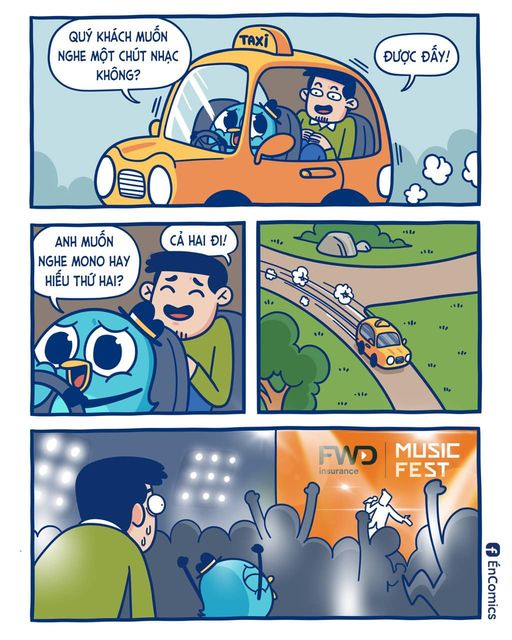 QUÝ KHÁCH MUỐN
NGHE MỘT CHÚT NHẠC
KHÔNG?
TAXI
ĐƯỢC ĐẤY!
ANH MUỐN
NGHE MONO HAY
HIẾU THỨ HAI?
CẢ HAI ĐI!
FWD
insurance
MUSIC
FEST
ÉnComics